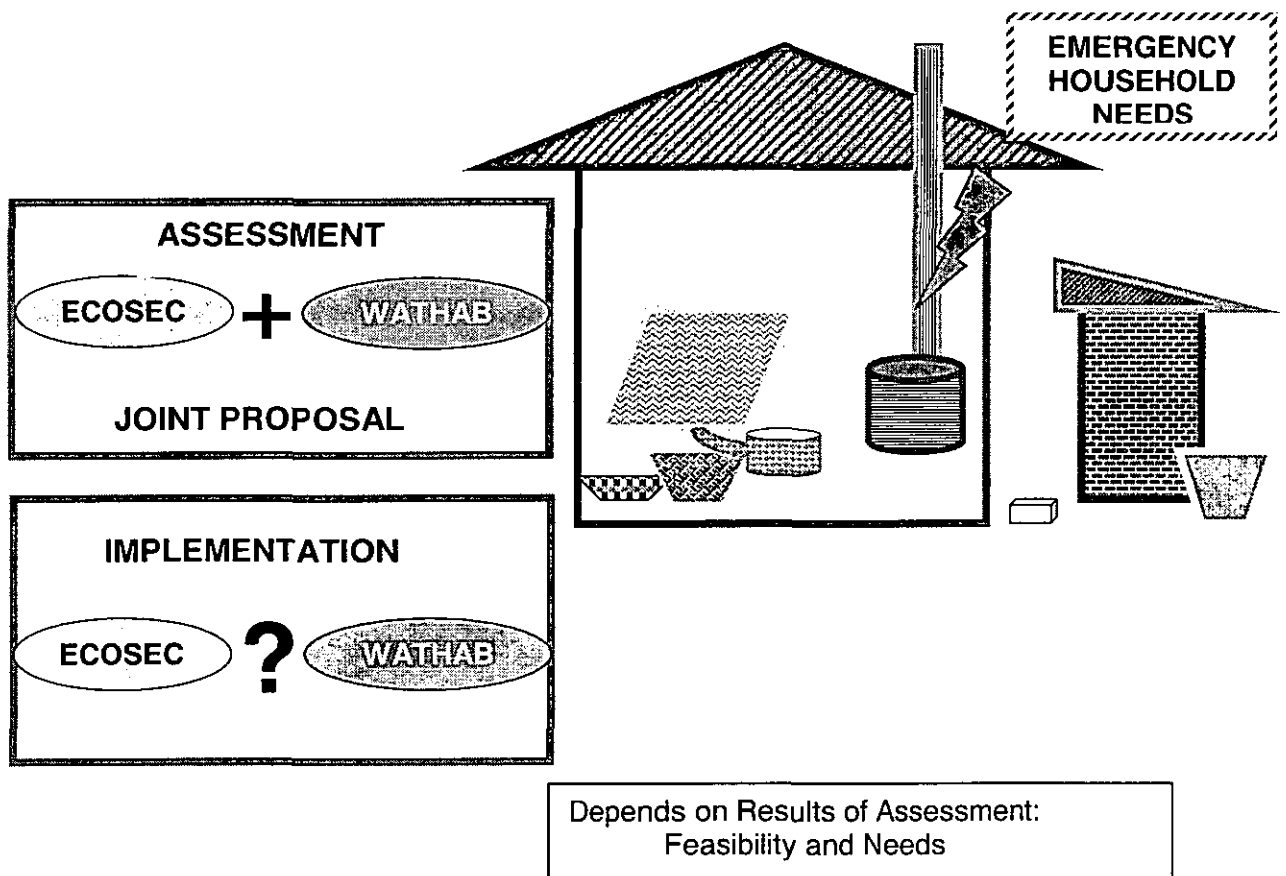 EMERGENCY
HOUSEHOLD
NEEDS
ASSESSMENT
ECOSEC + WATHAB
JOINT PROPOSAL
IMPLEMENTATION
ECOSEC ? WATHAB
Depends on Results of Assessment:
Feasibility and Needs